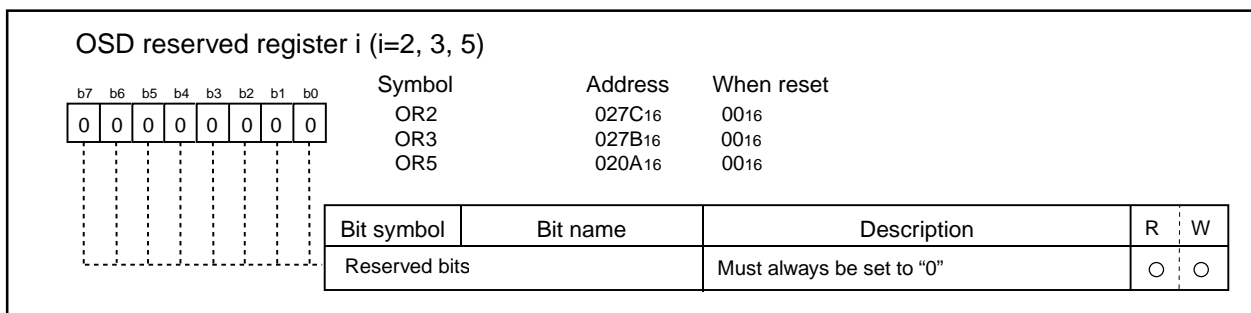 OSD reserved register i (i=2, 3, 5)
b7 b6 b5 b4 b3 b2 b1 b0
0 0 0 0 0 0 0 0
Symbol Address When reset
OR2 027C16 0016
OR3 027B16 0016
OR5 020A16 0016
Bit symbol Bit name Description R W
Reserved bits Must always be set to “0” ○ ○